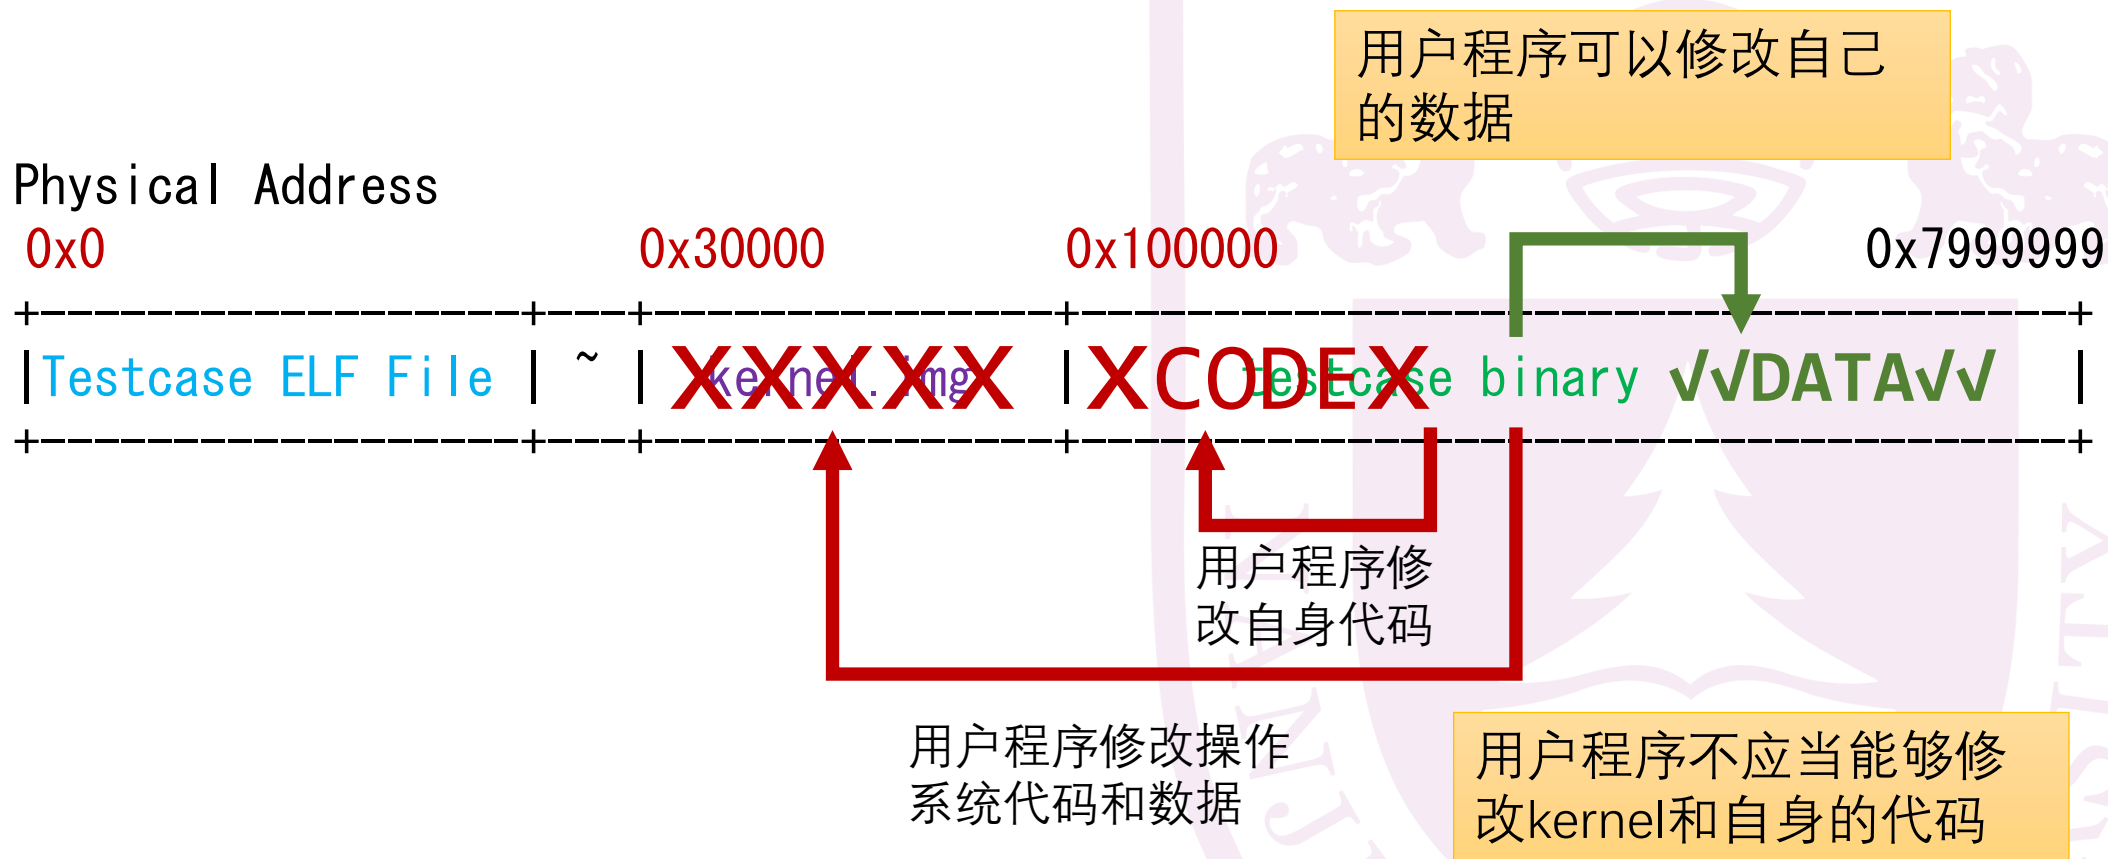 用户程序可以修改自己
的数据
Physical Address
0x0 0x30000 0x100000 0x7999999
+------------------+----+---------------+-------------------------------------+
|Testcase ELF File | ~ | XXXXX kernel.img | XCODEX testcase binary √√DATA√√ |
+------------------+----+---------------+-------------------------------------+
用户程序修
改自身代码
用户程序修改操作
系统代码和数据
用户程序不应当能够修
改kernel和自身的代码